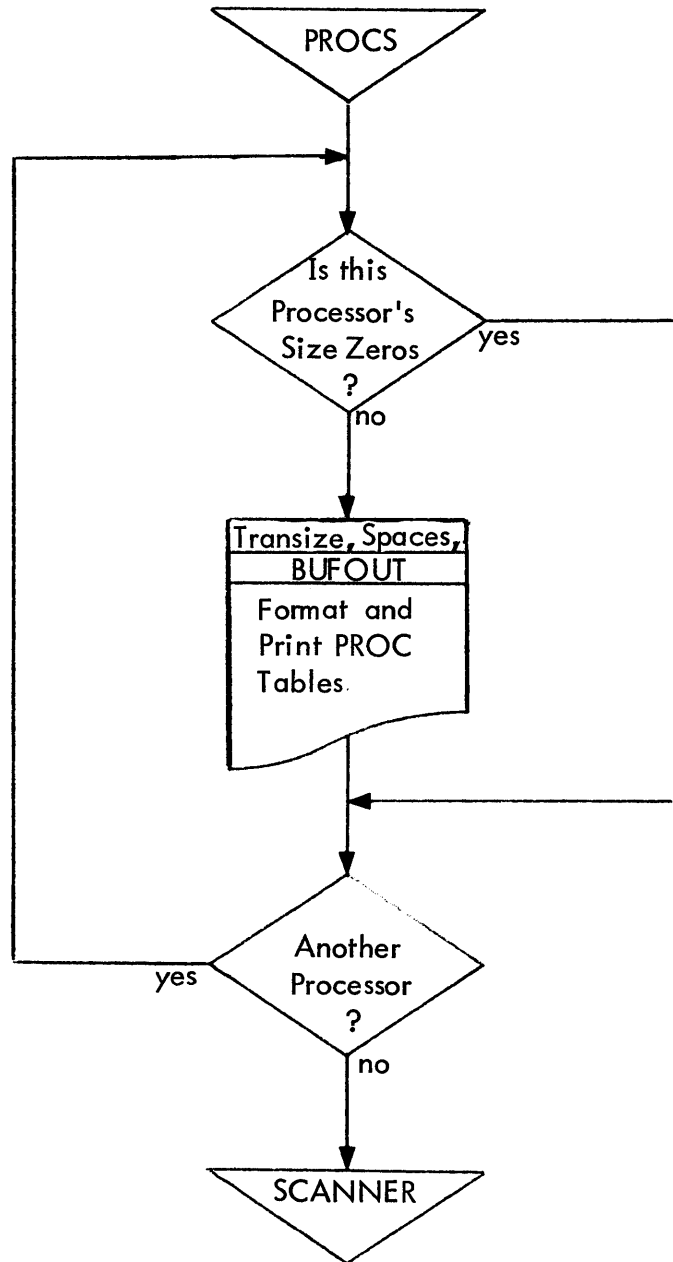 PROCS
Is this
Processor's
Size Zeros
?
yes
no
Transize, Spaces,
BUFOUT
Format and
Print PROC
Tables.
Another
Processor
?
yes
no
SCANNER